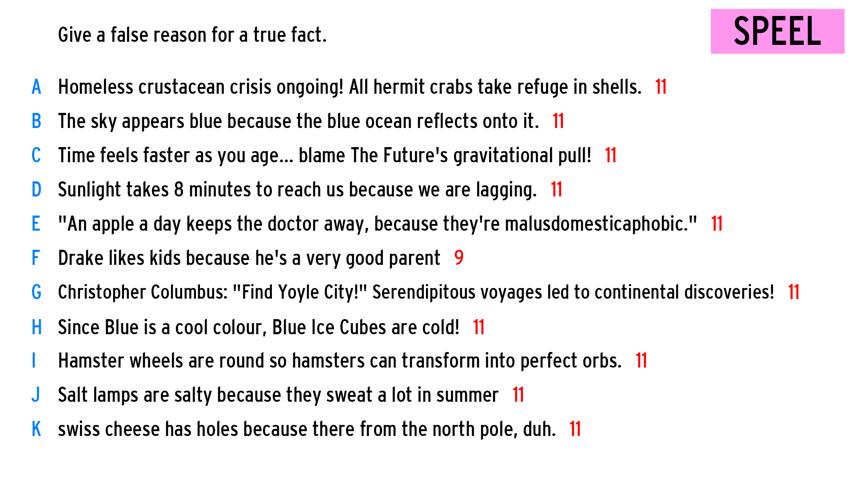 Give a false reason for a true fact.
SPEEL
A Homeless crustacean crisis ongoing! All hermit crabs take refuge in shells. 11
B The sky appears blue because the blue ocean reflects onto it. 11
C Time feels faster as you age... blame The Future's gravitational pull! 11
D Sunlight takes 8 minutes to reach us because we are lagging. 11
E "An apple a day keeps the doctor away, because they're malusdomesticaphobic." 11
F Drake likes kids because he's a very good parent 9
G Christopher Columbus: "Find Yoyle City!" Serendipitous voyages led to continental discoveries! 11
H Since Blue is a cool colour, Blue Ice Cubes are cold! 11
I Hamster wheels are round so hamsters can transform into perfect orbs. 11
J Salt lamps are salty because they sweat a lot in summer 11
K swiss cheese has holes because there from the north pole, duh. 11